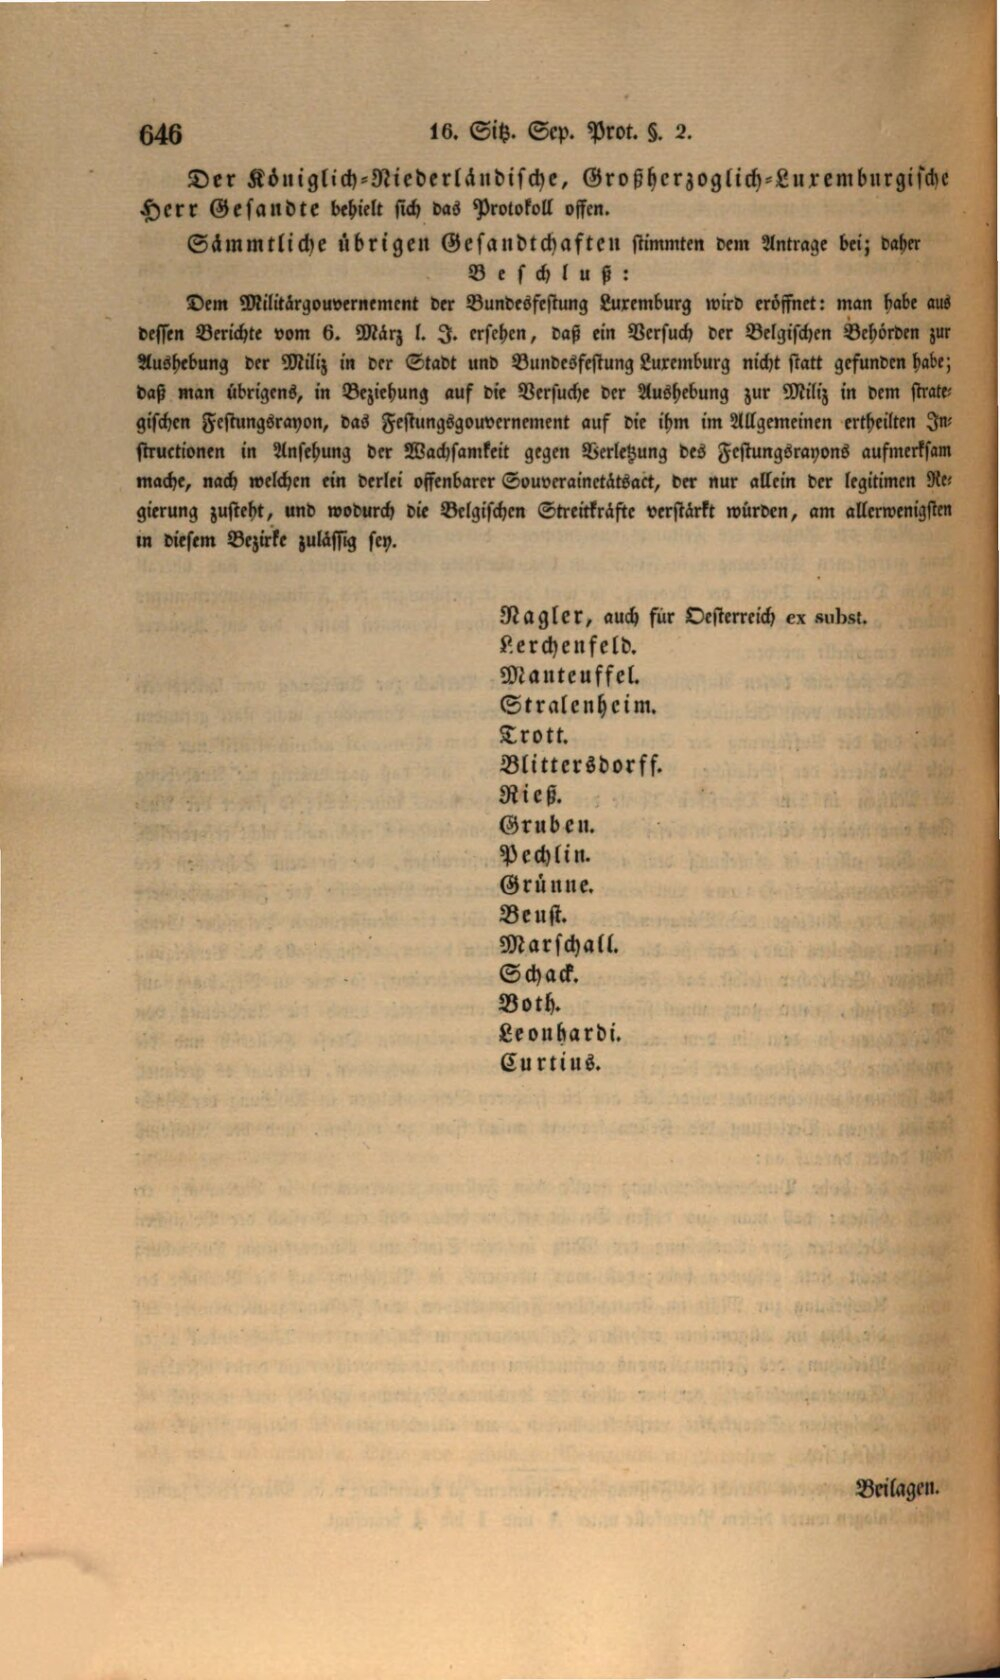 646
16. Sitz. Sep. Prot. §. 2.
Der Königlich-Niederländische, Großherzoglich-Luxemburgische
Herr Gesandte behielt sich das Protokoll offen.
Sämmtliche übrigen Gesandtchaften stimmten dem Antrage bei; daher
Beschluß:
Dem Militärgouvernement der Bundesfestung Luxemburg wird eröffnet: man habe aus
dessen Berichte vom 6. März l. J. ersehen, daß ein Versuch der Belgischen Behörden zur
Aushebung der Miliz in der Stadt und Bundesfestung Luxemburg nicht statt gefunden habe;
daß man übrigens, in Beziehung auf die Versuche der Aushebung zur Miliz in dem strate-
gischen Festungsrayon, das Festungsgouvernement auf die ihm im Allgemeinen ertheilten In-
structionen in Ansehung der Wachsamkeit gegen Verletzung des Festungsrayons aufmerksam
mache, nach welchen ein derlei offenbarer Souverainetätsact, der nur allein der legitimen Re-
gierung zusteht, und wodurch die Belgischen Streitkräfte verstärkt würden, am allerwenigsten
in diesem Bezirke zulässig sey.
Nagler, auch für Oesterreich ex subst.
Lerchenfeld.
Manteuffel.
Stralenheim.
Trott.
Blittersdorff.
Rieß.
Gruben.
Pechlin.
Grünne.
Beust.
Marschall.
Schack.
Both.
Leonhardi.
Curtius.
Beilagen.